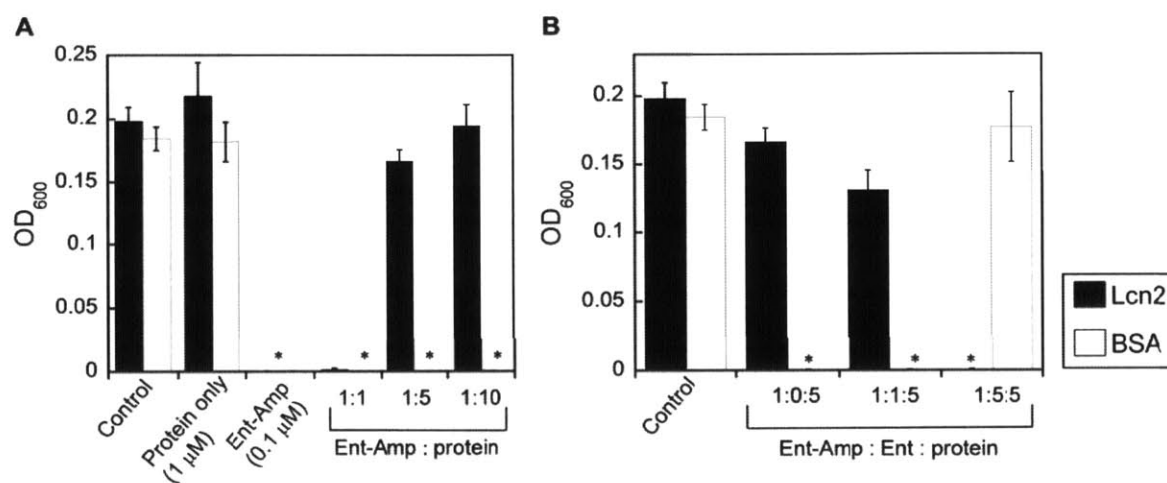 A
OD600
0.25
0.2
0.15
0.1
0.05
0
*
*
*
*
Control
Protein only
(1 µM)
Ent-Amp
(0.1 µM)
1:1
1:5
1:10
Ent-Amp : protein
B
OD600
0.2
0.15
0.1
0.05
0
*
*
*
Control
1:0:5
1:1:5
1:5:5
Ent-Amp : Ent : protein
Lcn2
BSA